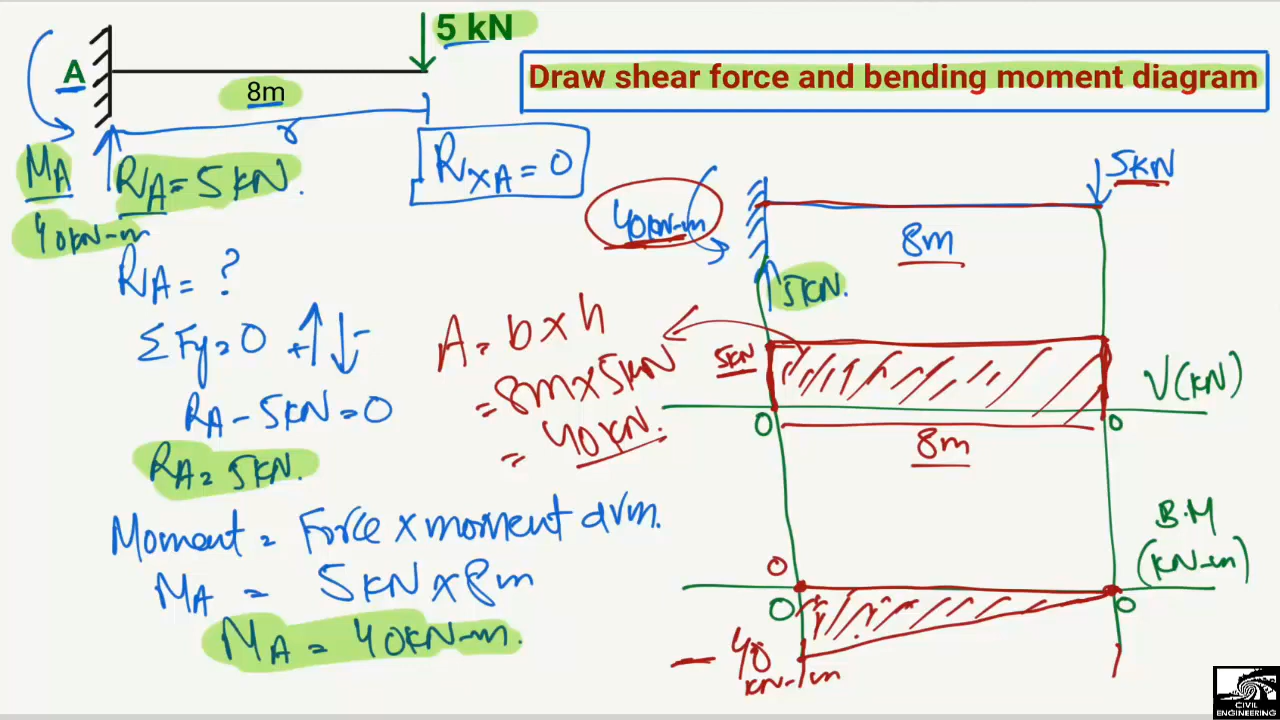 5 kN
A
8m
Draw shear force and bending moment diagram
MA
RA = 5 KN.
RxA = 0
40KN-m
RA = ?
ΣFy = 0 + -
RA - 5KN = 0
RA = 5KN.
Moment = Force x moment arm.
MA = 5KN x 8m
MA = 40KN-m.
A = b x h
= 8m x 5KN
= 40KN.
5KN
40KN-m
8m
5KN.
5KN
V(KN)
0
0
8m
B.M
(KN-m)
0
0
0
- 40
KN-m
CIVIL
ENGINEERING